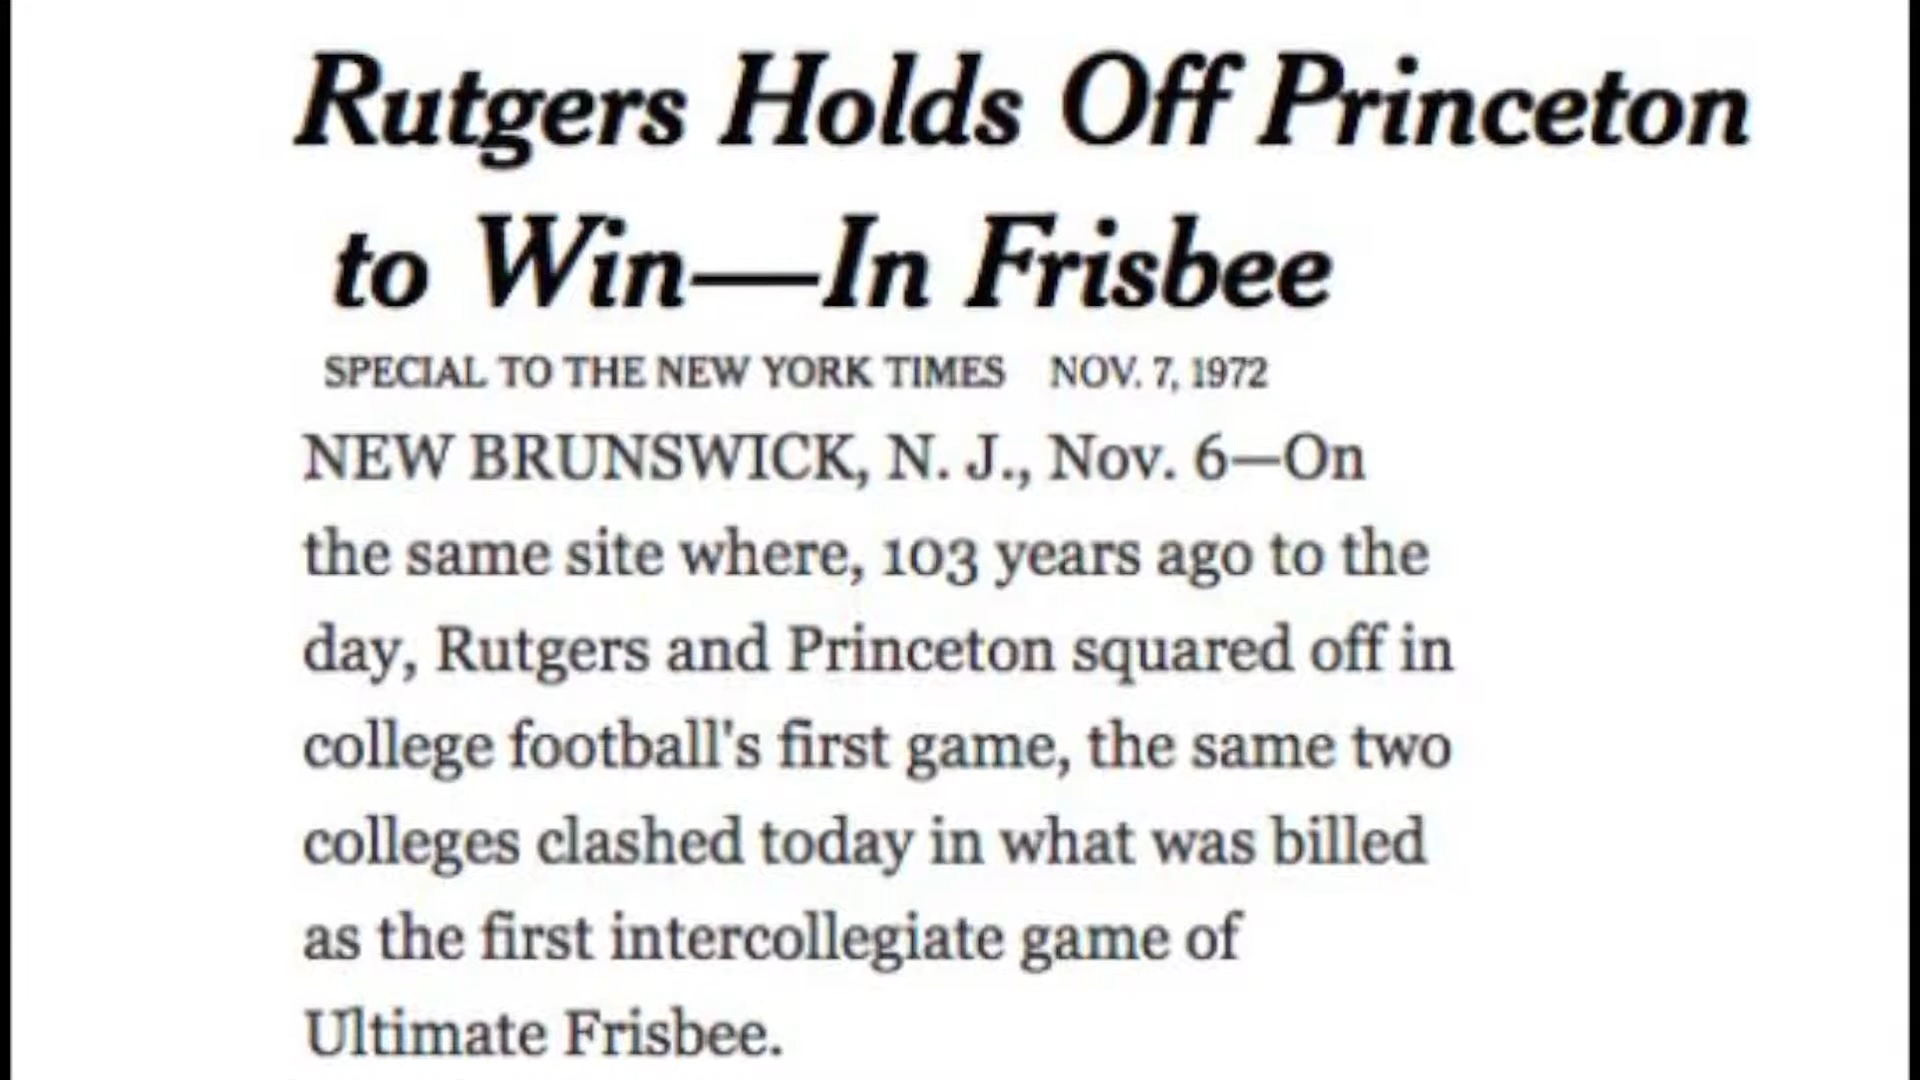 Rutgers Holds Off Princeton
to Win—In Frisbee
SPECIAL TO THE NEW YORK TIMES NOV. 7, 1972
NEW BRUNSWICK, N. J., Nov. 6—On
the same site where, 103 years ago to the
day, Rutgers and Princeton squared off in
college football's first game, the same two
colleges clashed today in what was billed
as the first intercollegiate game of
Ultimate Frisbee.